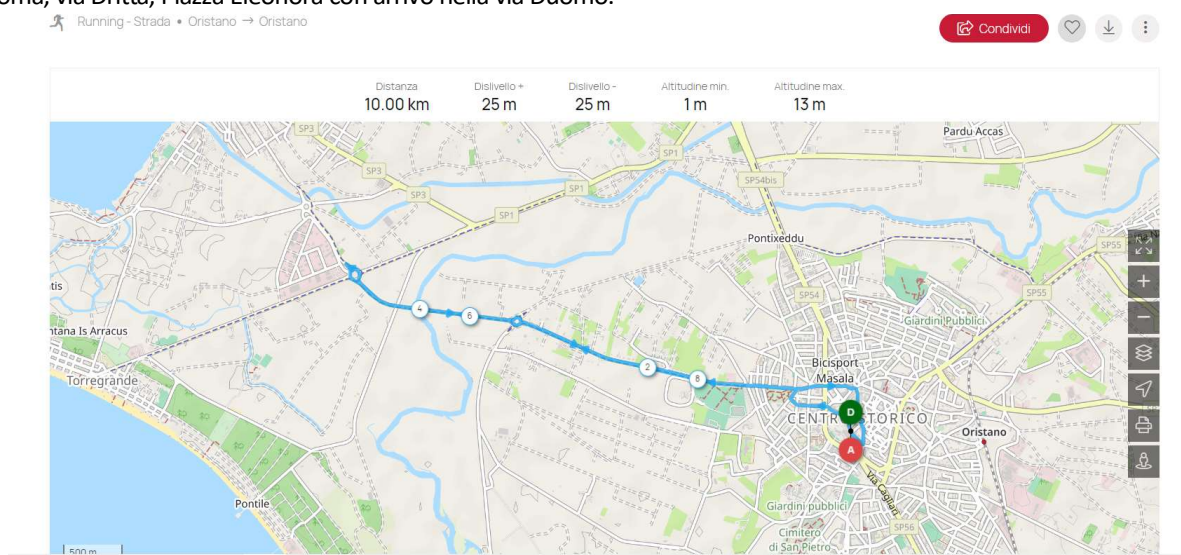 oma, via Dritta, Piazza Eleonora con arrivo nella via Duomo.
Running - Strada • Oristano → Oristano
Condividi
Distanza
10.00 km
Dislivello +
25 m
Dislivello -
25 m
Altitudine min.
1 m
Altitudine max.
13 m
SP3
Pardu Accas
SP1
SP3
SP54bis
SP1
SP3
SP1
Pontixeddu
SP55
tis
SP54
SP55
4
6
Giardini Pubblici
ntana Is Arracus
2
8
Bicisport
Masala
Torregrande
D
CENTRO STORICO
Oristano
A
Via Cagliari
Pontile
Giardini pubblici
SP56
Cimitero
di San Pietro
500 m